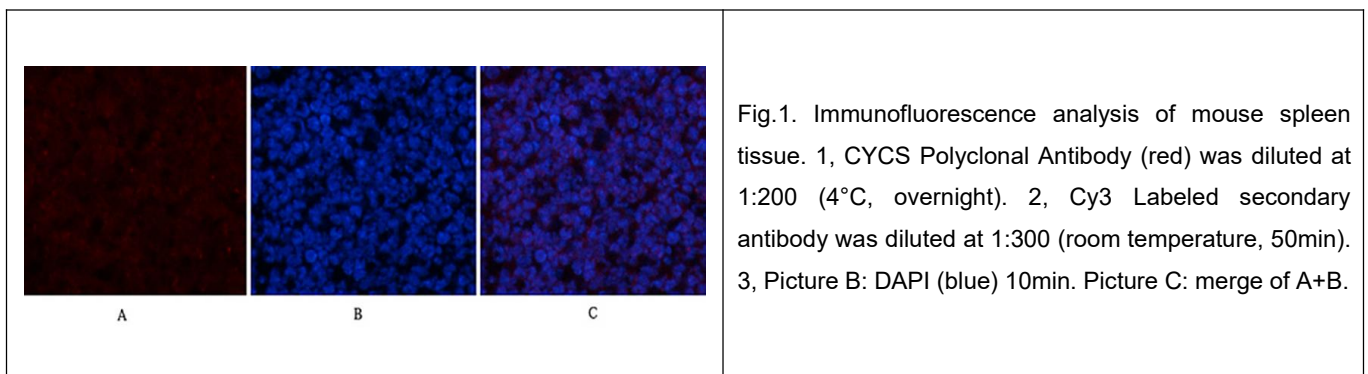 A
B
C
Fig.1. Immunofluorescence analysis of mouse spleen
tissue. 1, CYCS Polyclonal Antibody (red) was diluted at
1:200 (4°C, overnight). 2, Cy3 Labeled secondary
antibody was diluted at 1:300 (room temperature, 50min).
3, Picture B: DAPI (blue) 10min. Picture C: merge of A+B.